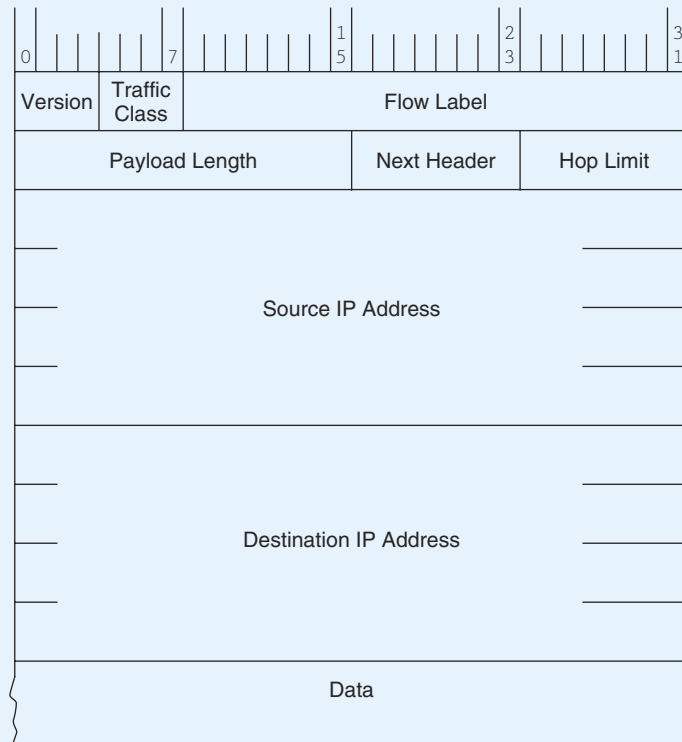 0 7 1 5 2 3 3 1
Version Traffic Class Flow Label
Payload Length Next Header Hop Limit
Source IP Address
Destination IP Address
Data